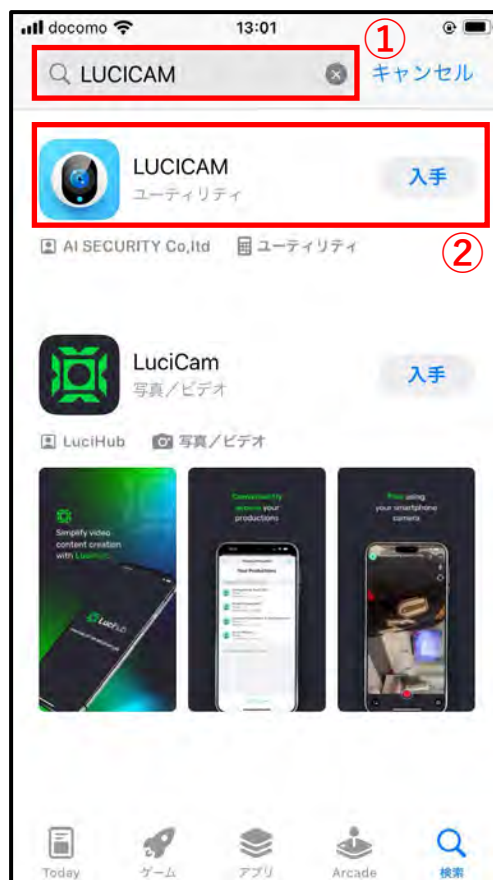 docomo 13:01
①
LUCICAM キャンセル
LUCICAM
ユーティリティ
入手
AI SECURITY Co,ltd ユーティリティ
②
LuciCam
写真／ビデオ
入手
LuciHub 写真／ビデオ
Simplify video
content creation
with LuciHub.
LuciHub
Conveniently
access your
productions
Your Productions
Film using
your smartphone
camera
Today ゲーム アプリ Arcade 検索